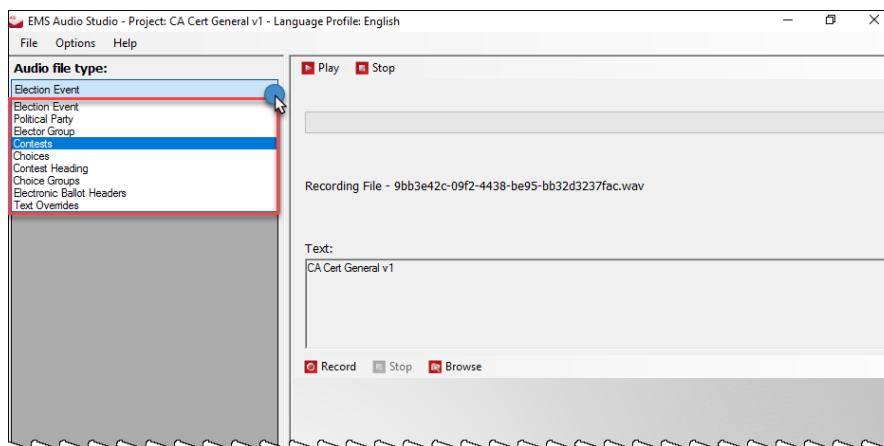 EMS Audio Studio - Project: CA Cert General v1 - Language Profile: English
File Options Help
Audio file type:
Election Event
Election Event
Political Party
Elector Group
Contests
Choices
Contest Heading
Choice Groups
Electronic Ballot Headers
Text Overrides
Play Stop
Recording File - 9bb3e42c-09f2-4438-be95-bb32d3237fac.wav
Text:
CA Cert General v1
Record Stop Browse